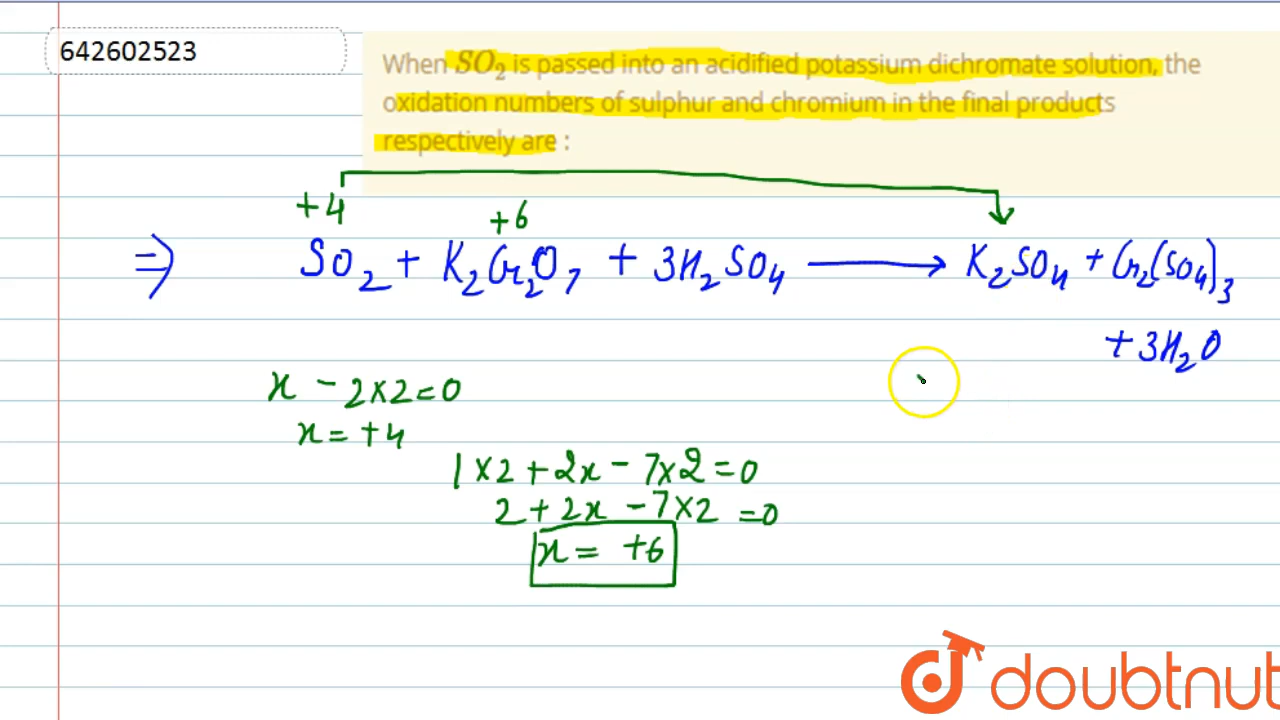 642602523
When SO₂ is passed into an acidified potassium dichromate solution, the
oxidation numbers of sulphur and chromium in the final products
respectively are :
+4 +6
⇒ SO₂ + K₂Cr₂O₇ + 3H₂SO₄ ⟶ K₂SO₄ + Cr₂(SO₄)₃
+ 3H₂O
x - 2×2=0
x = +4
1×2 + 2x - 7×2 = 0
2 + 2x - 7×2 = 0
x = +6
doubtnut